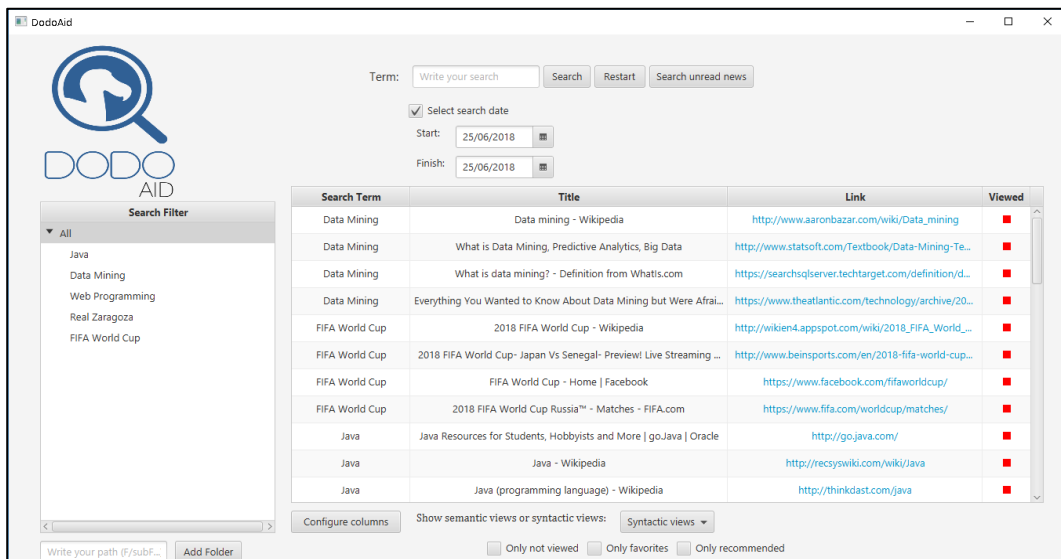 DodoAid
Term: Write your search Search Restart Search unread news
Select search date
Start: 25/06/2018
Finish: 25/06/2018
DODO
AID
Search Filter
All
Java
Data Mining
Web Programming
Real Zaragoza
FIFA World Cup
Search Term Title Link Viewed
Data Mining Data mining - Wikipedia http://www.aaronbazar.com/wiki/Data_mining
Data Mining What is Data Mining, Predictive Analytics, Big Data http://www.statsoft.com/Textbook/Data-Mining-Te...
Data Mining What is data mining? - Definition from WhatIs.com https://searchsqlserver.techtarget.com/definition/d...
Data Mining Everything You Wanted to Know About Data Mining but Were Afrai... https://www.theatlantic.com/technology/archive/20...
FIFA World Cup 2018 FIFA World Cup - Wikipedia http://wikien4.appspot.com/wiki/2018_FIFA_World_...
FIFA World Cup 2018 FIFA World Cup- Japan Vs Senegal- Preview! Live Streaming ... http://www.beinsports.com/en/2018-fifa-world-cup...
FIFA World Cup FIFA World Cup - Home | Facebook https://www.facebook.com/fifaworldcup/
FIFA World Cup 2018 FIFA World Cup Russia™ - Matches - FIFA.com https://www.fifa.com/worldcup/matches/
Java Java Resources for Students, Hobbyists and More | goJava | Oracle http://go.java.com/
Java Java - Wikipedia http://recsyswiki.com/wiki/Java
Java Java (programming language) - Wikipedia http://thinkdast.com/java
Configure columns Show semantic views or syntactic views: Syntactic views
Write your path (F/subF... Add Folder Only not viewed Only favorites Only recommended